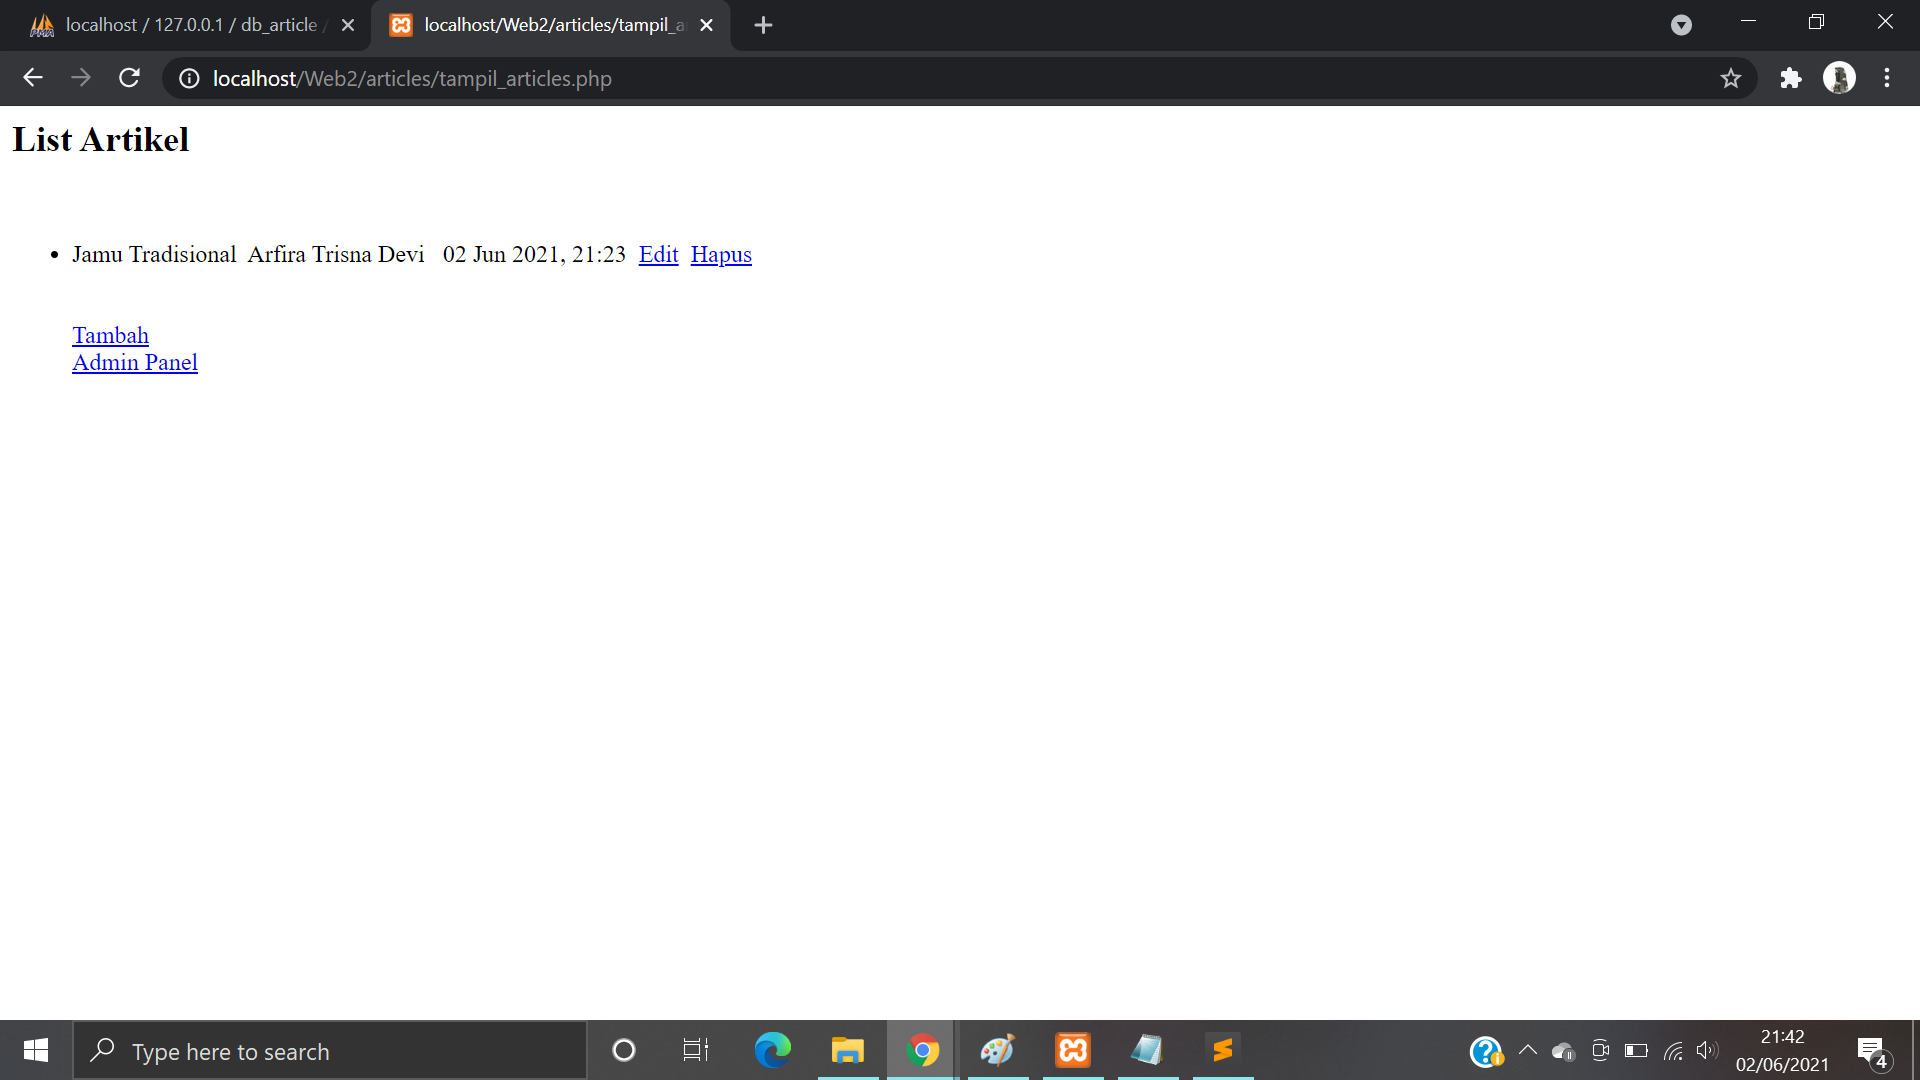 localhost / 127.0.0.1 / db_article /
localhost/Web2/articles/tampil_a
localhost/Web2/articles/tampil_articles.php
List Artikel
Jamu Tradisional Arfira Trisna Devi 02 Jun 2021, 21:23 Edit Hapus
Tambah
Admin Panel
Type here to search
21:42
02/06/2021
4